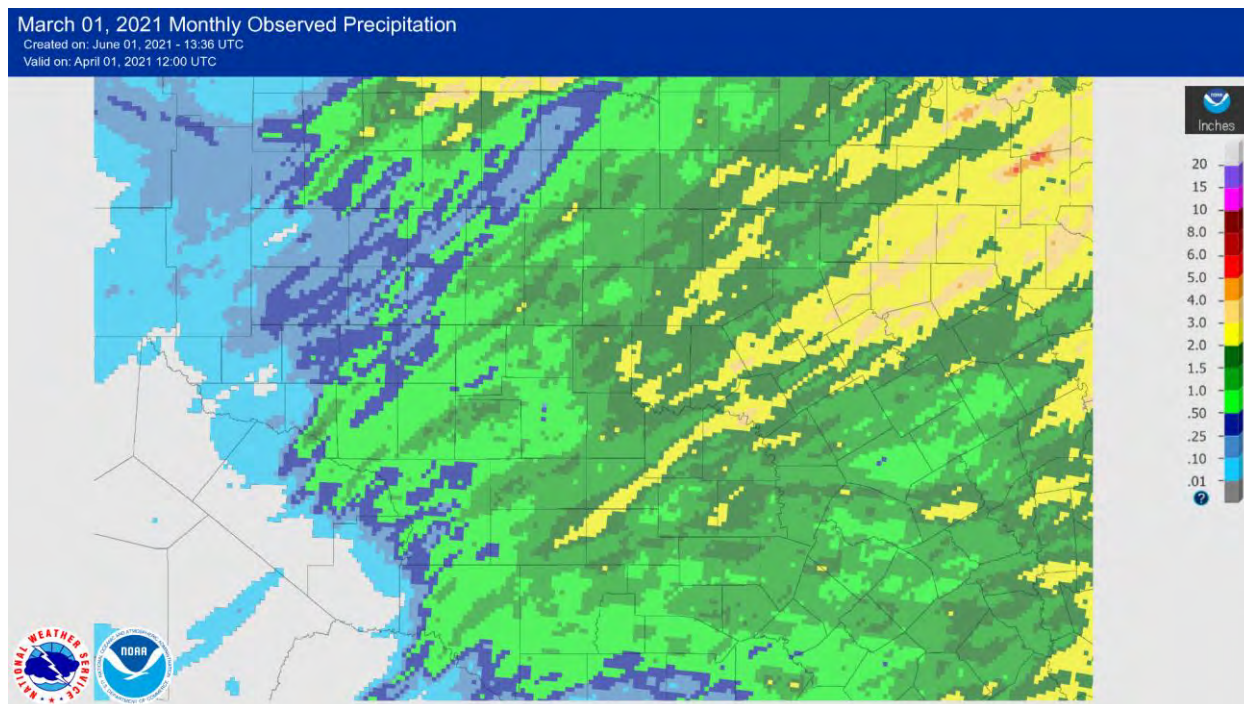 March 01, 2021 Monthly Observed Precipitation
Created on: June 01, 2021 - 13:36 UTC
Valid on: April 01, 2021 12:00 UTC
NOAA
Inches
20
15
10
8.0
6.0
5.0
4.0
3.0
2.0
1.5
1.0
.50
.25
.10
.01
?
NATIONAL WEATHER SERVICE
NOAA